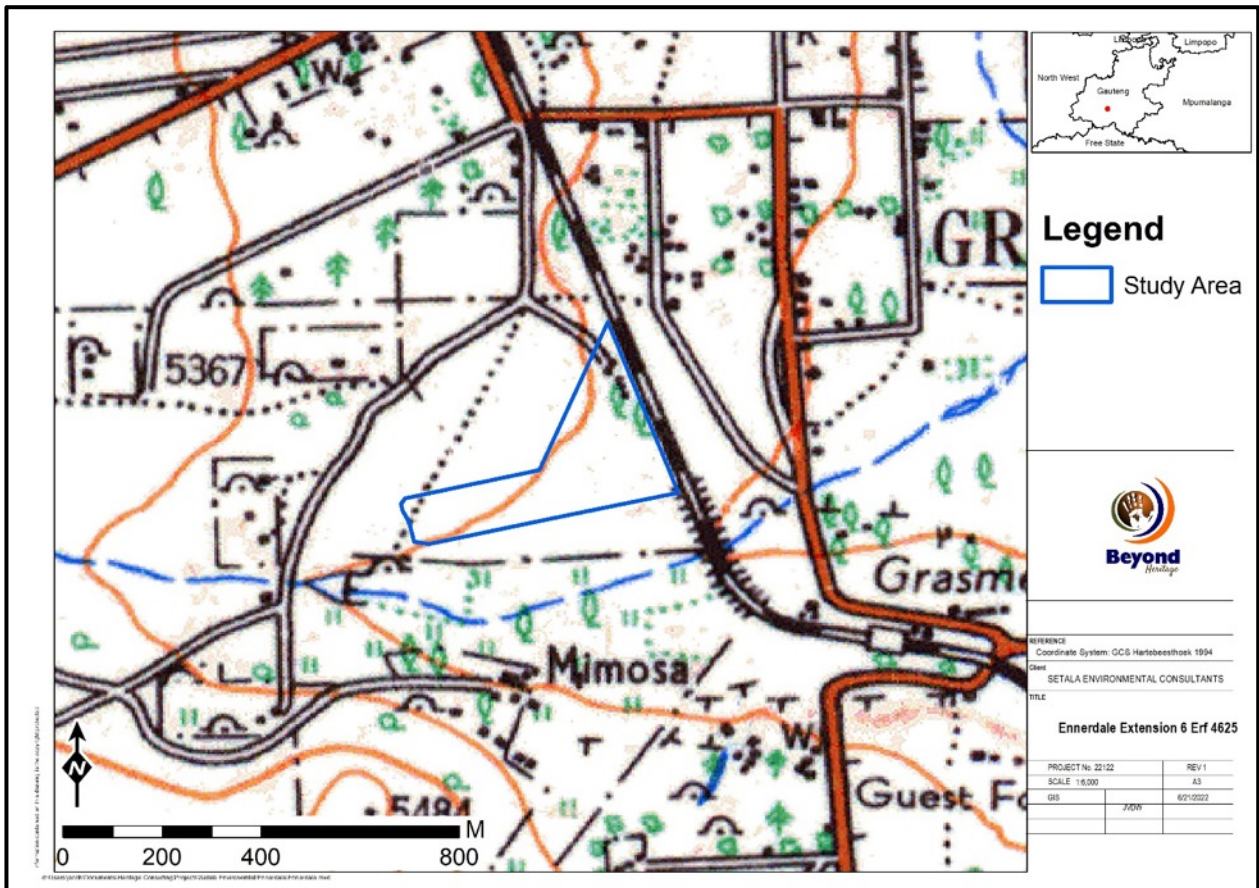 W
5367
GR
Grasme
Mimosa
W
5484
Guest Fa
N
0 200 400 800 M
Limpopo
North West
Gauteng
Mpumalanga
Free State
Legend
Study Area
Beyond
Heritage
REFERENCE
Coordinate System: GCS Hartebeesthoek 1994
Client
SETALA ENVIRONMENTAL CONSULTANTS
TITLE
Ennerdale Extension 6 Erf 4625
PROJECT No. 22122 REV 1
SCALE 1:6,000 A3
GIS JVDW 6/21/2022